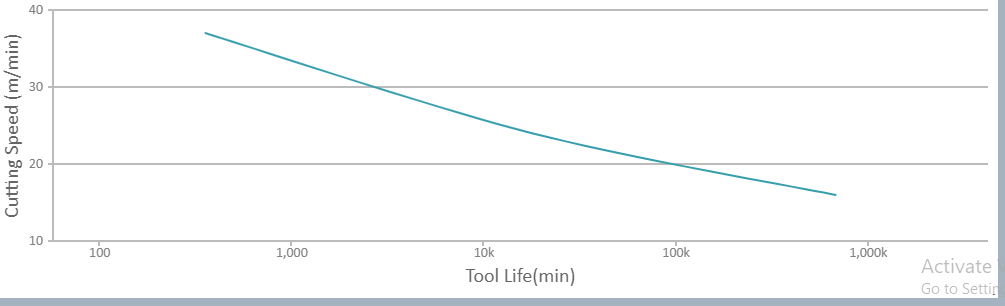 40
30
20
10
Cutting Speed (m/min)
100 1,000 10k 100k 1,000k
Tool Life(min)
Activate
Go to Settin